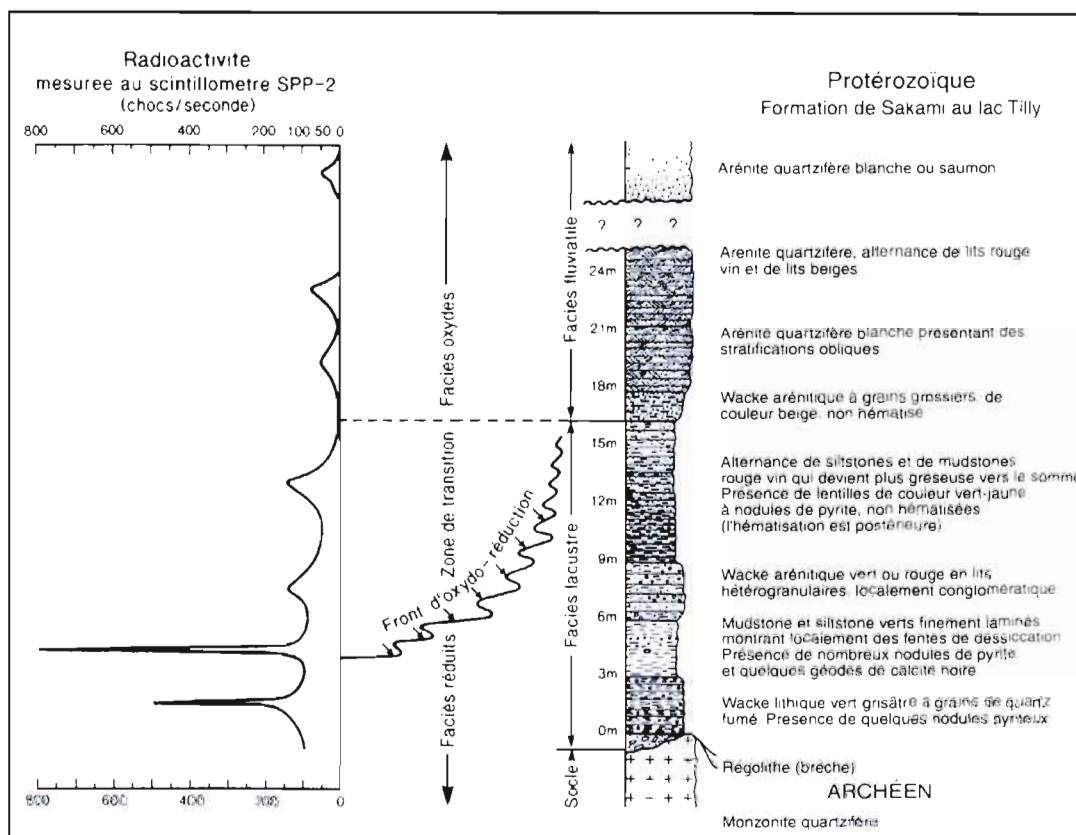 Radioactivité
mesurée au scintillomètre SPP-2
(chocs/seconde)
800 600 400 200 100 50 0
800 600 400 200 0
Facies oxydes
Zone de transition
Faciès réduits
Front d'oxydo-réduction
Faciès fluviatile
Faciès lacustre
Socle
? ? ?
24m
21m
18m
15m
12m
9m
6m
3m
0m
Protérozoïque
Formation de Sakami au lac Tilly
Arénite quartzifère blanche ou saumon
Arenite quartzifère, alternance de lits rouge
vin et de lits beiges
Arénite quartzifère blanche présentant des
stratifications obliques
Wacke arénitique à grains grossiers, de
couleur beige, non hématisé
Alternance de siltstones et de mudstones
rouge vin qui devient plus gréseuse vers le somme
Présence de lentilles de couleur vert-jaune
à nodules de pyrite, non hématisées
(l'hématisation est postérieure)
Wacke arénitique vert ou rouge en lits
hétérogranulaires, localement conglomératique
Mudstone et siltstone verts finement laminés
montrant localement des fentes de dessiccation
Présence de nombreux nodules de pyrite
et quelques géodes de calcite noire
Wacke lithique vert grisâtre à grains de quartz
fumé Presence de quelques nodules pyriteux
Régolithe (brèche)
ARCHÉEN
Monzonite quartzifère